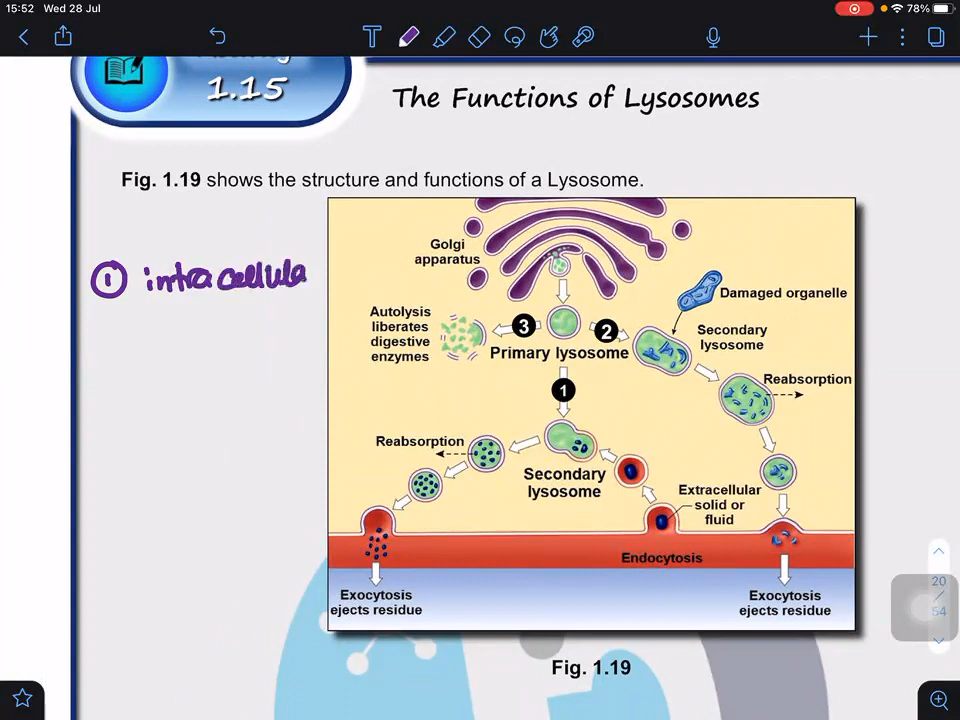 15:52 Wed 28 Jul
78%
1.15
The Functions of Lysosomes
Fig. 1.19 shows the structure and functions of a Lysosome.
1 intracellula
Golgi
apparatus
Damaged organelle
Autolysis
liberates
digestive
enzymes
3
2
Secondary
lysosome
Primary lysosome
Reabsorption
1
Reabsorption
Secondary
lysosome
Extracellular
solid or
fluid
Endocytosis
Exocytosis
ejects residue
Exocytosis
ejects residue
20
/
54
Fig. 1.19